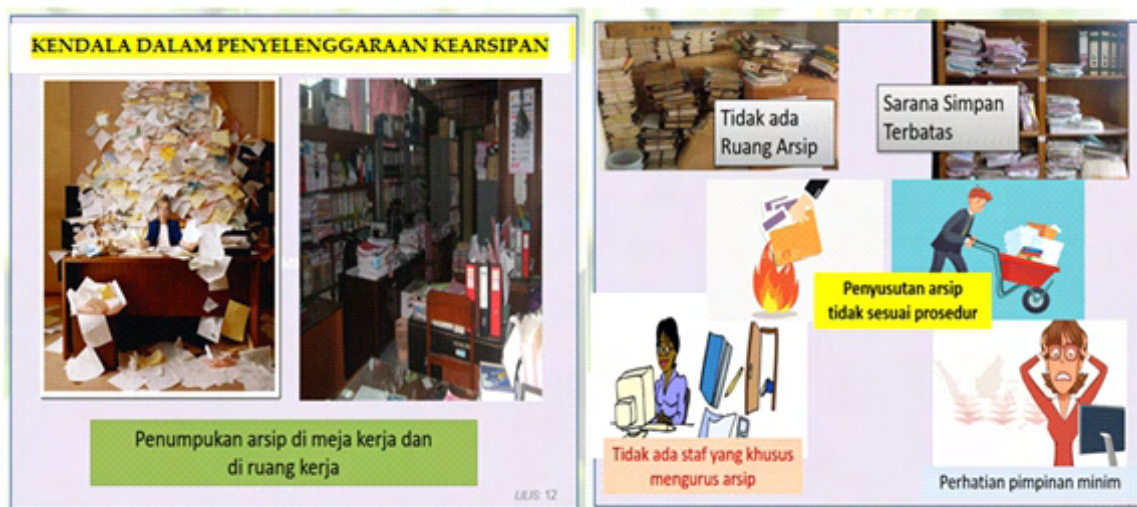 KENDALA DALAM PENYELENGGARAAN KEARSIPAN
Penumpukan arsip di meja kerja dan
di ruang kerja
LILIS: 12
Tidak ada
Ruang Arsip
Sarana Simpan
Terbatas
Penyusutan arsip
tidak sesuai prosedur
Tidak ada staf yang khusus
mengurus arsip
Perhatian pimpinan minim